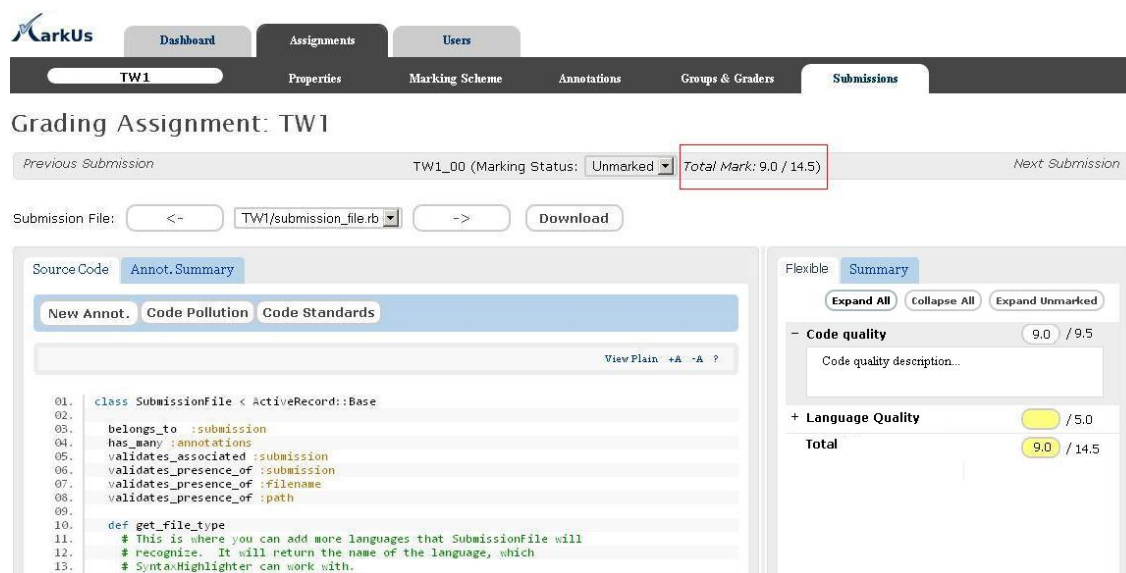 MarkUs
Dashboard Assignments Users
TW1 Properties Marking Scheme Annotations Groups & Graders Submissions
Grading Assignment: TW1
Previous Submission TW1_00 (Marking Status: Unmarked Total Mark: 9.0 / 14.5) Next Submission
Submission File: <- TW1/submission_file.rb -> Download
Source Code Annot. Summary
New Annot. Code Pollution Code Standards
View Plain +A -A ?
01. class SubmissionFile < ActiveRecord::Base
02.
03. belongs_to :submission
04. has_many :annotations
05. validates_associated :submission
06. validates_presence_of :submission
07. validates_presence_of :filename
08. validates_presence_of :path
09.
10. def get_file_type
11. # This is where you can add more languages that SubmissionFile will
12. # recognize. It will return the name of the language, which
13. # SyntaxHighlighter can work with.
Flexible Summary
Expand All Collapse All Expand Unmarked
- Code quality 9.0 / 9.5
Code quality description...
+ Language Quality / 5.0
Total 9.0 / 14.5